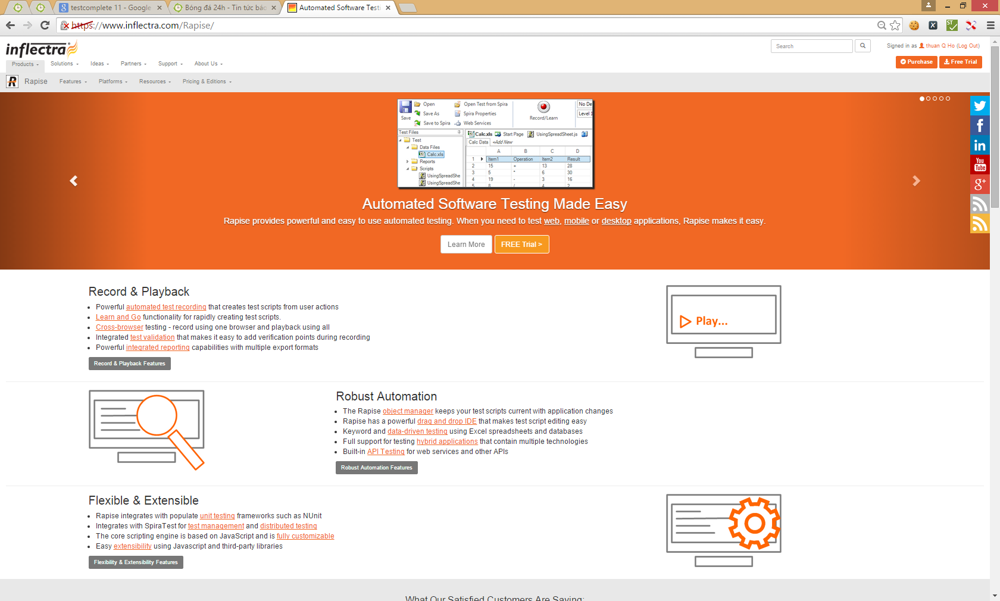 testcomplete 11 - Google
Bóng đá 24h - Tin tức báo
Automated Software Testi
https://www.inflectra.com/Rapise/
inflectra
Search
Signed in as thuan Q Ho (Log Out)
Products
Solutions
Ideas
Partners
Support
About Us
Purchase
Free Trial
R
Rapise
Features
Platforms
Resources
Pricing & Editions
Save
Open
Save As
Save to Spira
Open Test from Spira
Spira Properties
Web Services
Record/Learn
No De
Level 1
Test Files
Test
Data Files
Calc.xls
Reports
Scripts
UsingSpreadShe
UsingSpreadShe
Calc.xls Start Page UsingSpreadSheet.js
Calc Data +Add New
A B C D
1 Item1 Operation Item2 Result
2 15 + 13 28
3 5 * 6 30
4 19 - 3 16
5 8 / 4 2
Automated Software Testing Made Easy
Rapise provides powerful and easy to use automated testing. When you need to test web, mobile or desktop applications, Rapise makes it easy.
Learn More
FREE Trial >
f
in
You Tube
g+
Record & Playback
Powerful automated test recording that creates test scripts from user actions
Learn and Go functionality for rapidly creating test scripts.
Cross-browser testing - record using one browser and playback using all
Integrated test validation that makes it easy to add verification points during recording
Powerful integrated reporting capabilities with multiple export formats
Record & Playback Features
Play...
Robust Automation
The Rapise object manager keeps your test scripts current with application changes
Rapise has a powerful drag and drop IDE that makes test script editing easy
Keyword and data-driven testing using Excel spreadsheets and databases
Full support for testing hybrid applications that contain multiple technologies
Built-in API Testing for web services and other APIs
Robust Automation Features
Flexible & Extensible
Rapise integrates with populate unit testing frameworks such as NUnit
Integrates with SpiraTest for test management and distributed testing
The core scripting engine is based on JavaScript and is fully customizable
Easy extensibility using Javascript and third-party libraries
Flexibility & Extensibility Features
What Our Satisfied Customers Are Saying: